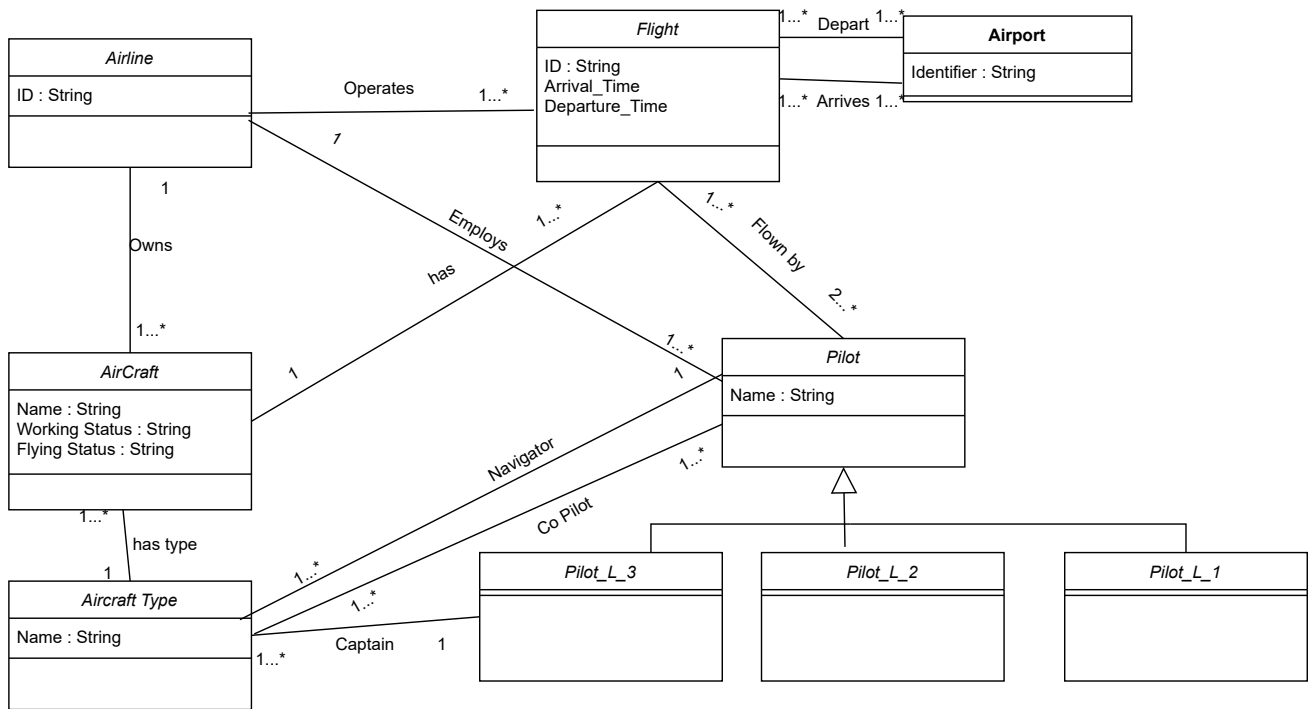 Airline
ID : String
Operates
1...*
Flight
ID : String
Arrival_Time
Departure_Time
1...*
Depart
1...*
1...*
Arrives
1...*
Airport
Identifier : String
1
Owns
1...*
1
Employs
1...*
1...*
has
1
1...*
Flown by
2...*
AirCraft
Name : String
Working Status : String
Flying Status : String
Pilot
Name : String
1
Navigator
1...*
1...*
Co Pilot
1...*
1...*
has type
1
Aircraft Type
Name : String
1...*
Captain
1
Pilot_L_3
Pilot_L_2
Pilot_L_1